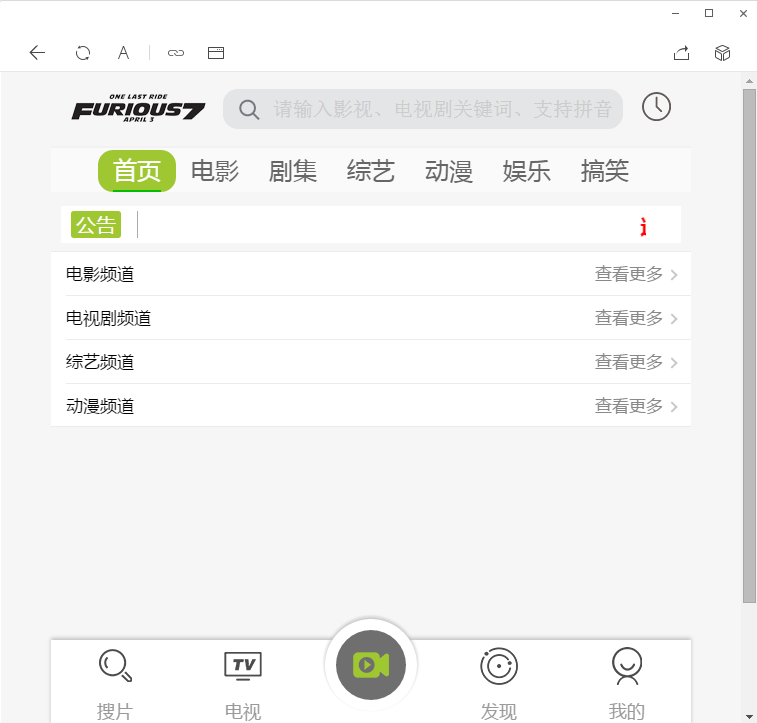 A
ONE LAST RIDE
FURIOUS7
APRIL 3
请输入影视、电视剧关键词、支持拼音
首页 电影 剧集 综艺 动漫 娱乐 搞笑
公告
电影频道 查看更多
电视剧频道 查看更多
综艺频道 查看更多
动漫频道 查看更多
TV
搜片 电视 发现 我的